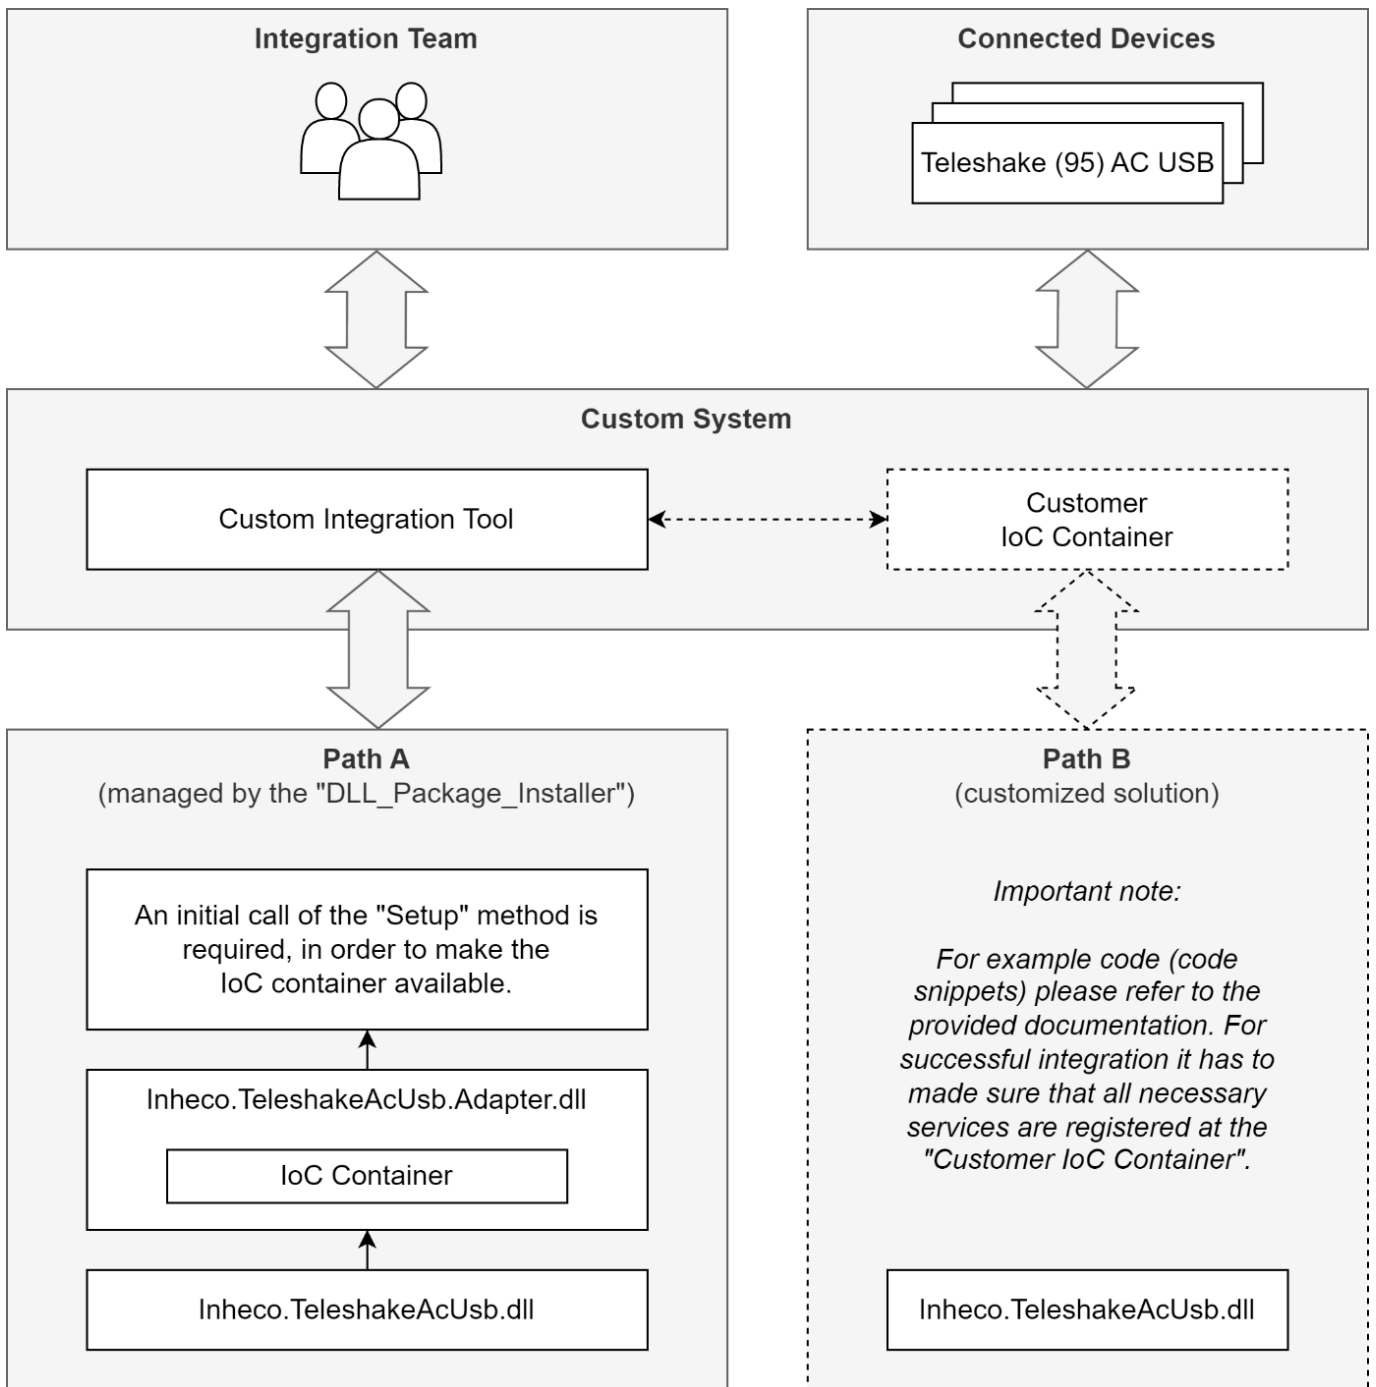 Integration Team
Connected Devices
Teleshake (95) AC USB
Custom System
Custom Integration Tool
Customer
IoC Container
Path A
(managed by the "DLL_Package_Installer")
An initial call of the "Setup" method is
required, in order to make the
IoC container available.
Inheco.TeleshakeAcUsb.Adapter.dll
IoC Container
Inheco.TeleshakeAcUsb.dll
Path B
(customized solution)
Important note:
For example code (code
snippets) please refer to the
provided documentation. For
successful integration it has to
made sure that all necessary
services are registered at the
"Customer IoC Container".
Inheco.TeleshakeAcUsb.dll